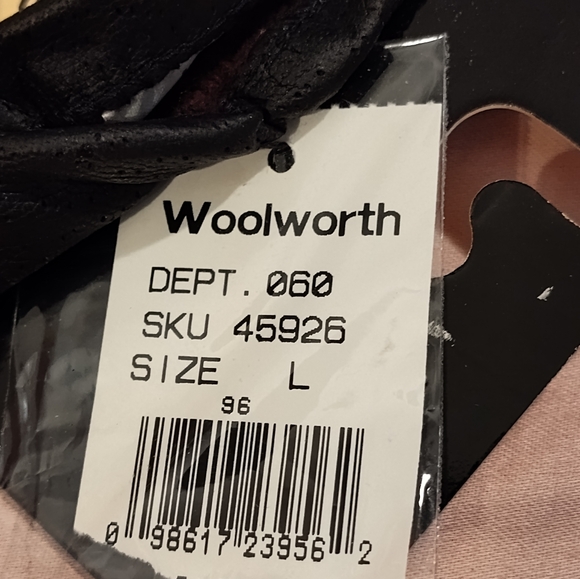 Woolworth
DEPT. 060
SKU 45926
SIZE L
96
0 98617 23956 2